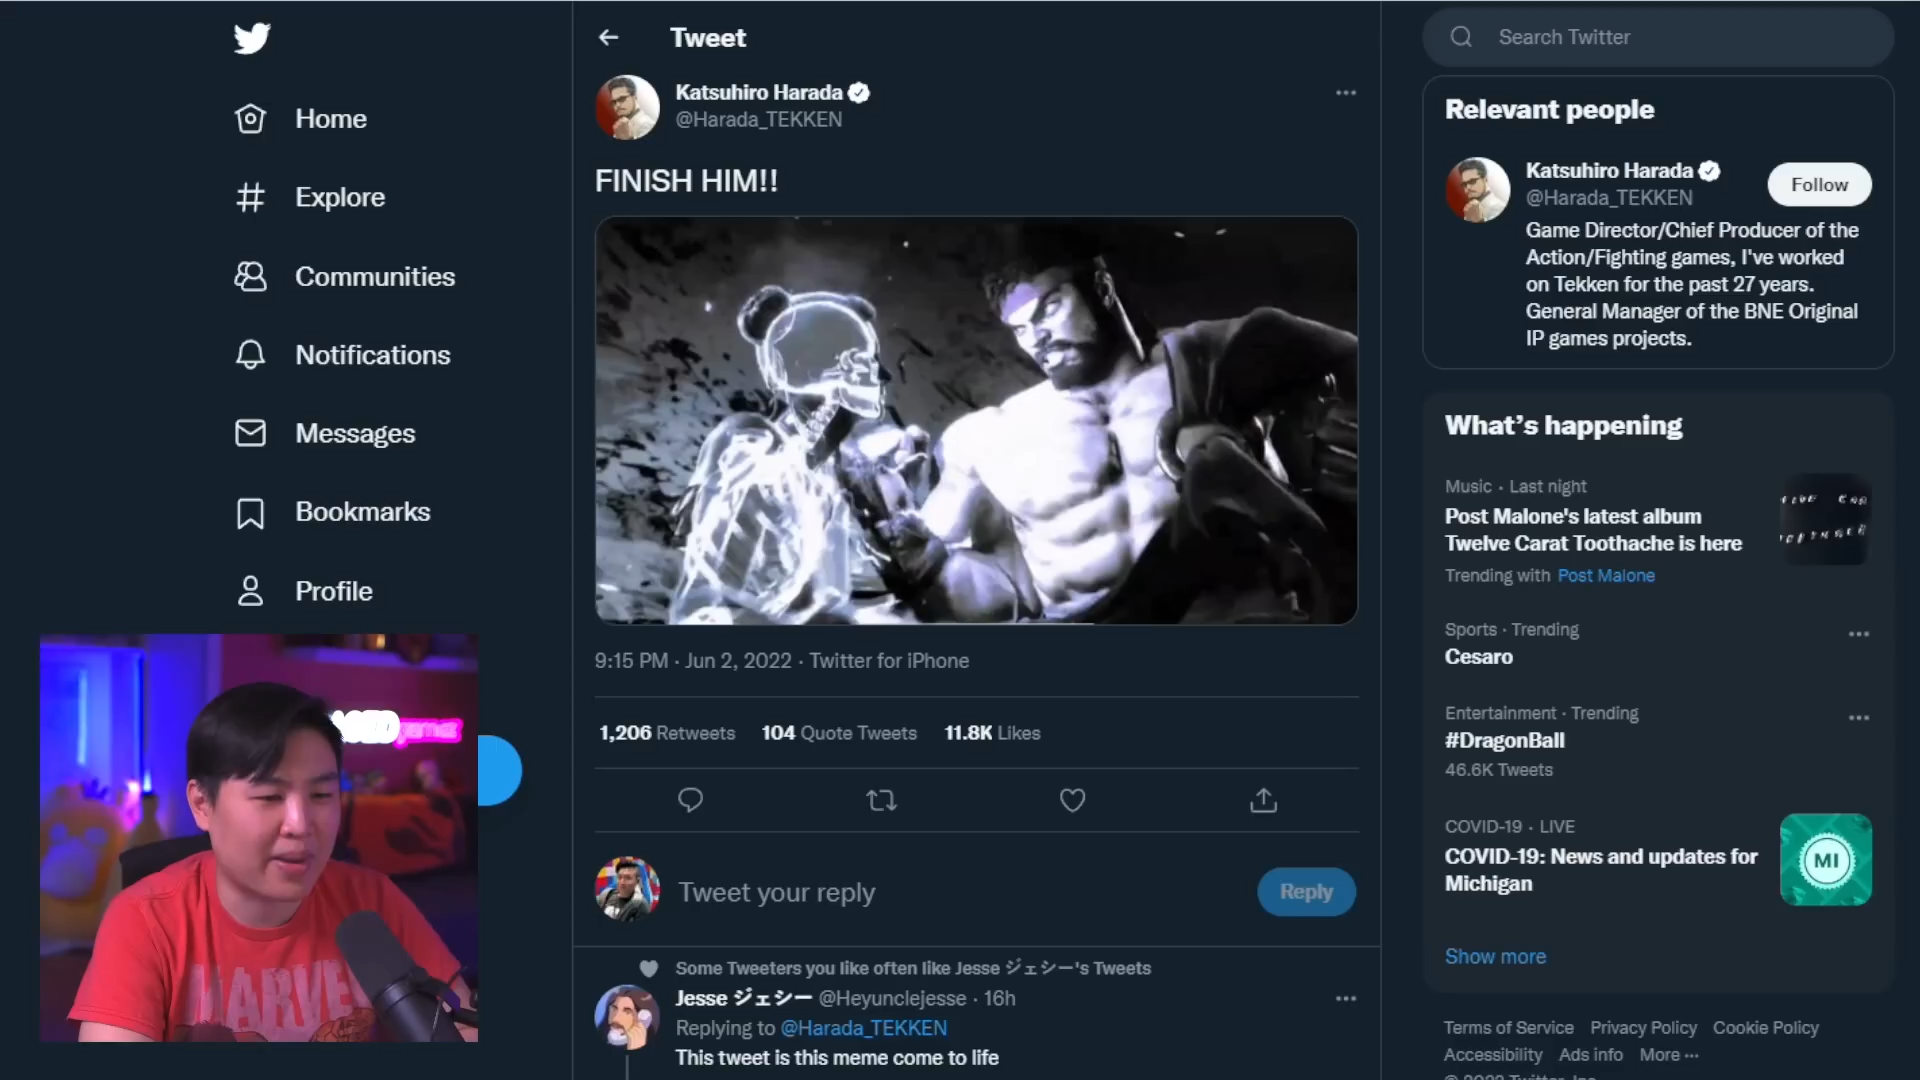 Home
Explore
Communities
Notifications
Messages
Bookmarks
Profile
Tweet
Katsuhiro Harada
@Harada_TEKKEN
FINISH HIM!!
9:15 PM · Jun 2, 2022 · Twitter for iPhone
1,206 Retweets 104 Quote Tweets 11.8K Likes
Tweet your reply
Reply
Some Tweeters you like often like Jesse ジェシー's Tweets
Jesse ジェシー @Heyunclejesse · 16h
Replying to @Harada_TEKKEN
This tweet is this meme come to life
Search Twitter
Relevant people
Katsuhiro Harada
@Harada_TEKKEN
Follow
Game Director/Chief Producer of the
Action/Fighting games, I've worked
on Tekken for the past 27 years.
General Manager of the BNE Original
IP games projects.
What's happening
Music · Last night
Post Malone's latest album
Twelve Carat Toothache is here
Trending with Post Malone
Sports · Trending
Cesaro
Entertainment · Trending
#DragonBall
46.6K Tweets
COVID-19 · LIVE
COVID-19: News and updates for
Michigan
MI
Show more
Terms of Service Privacy Policy Cookie Policy
Accessibility Ads info More ···
MARVEL